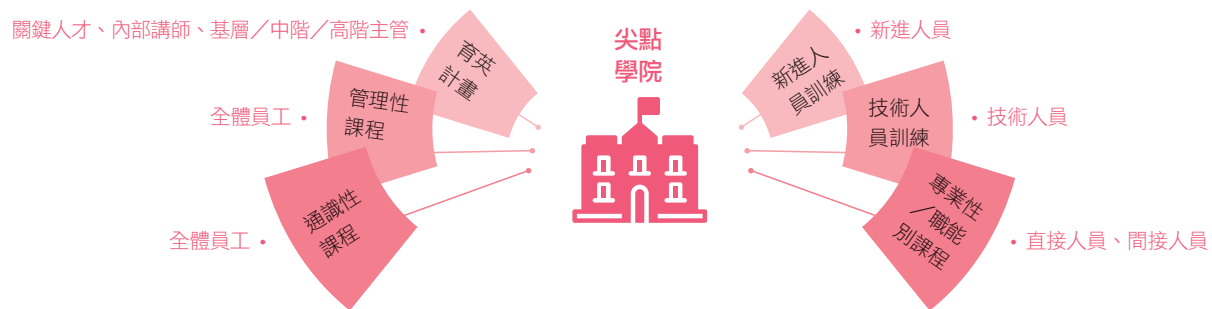 尖點
學院
關鍵人才、內部講師、基層／中階／高階主管
育英
計畫
全體員工
管理性
課程
全體員工
通識性
課程
新進人
員訓練
新進人員
技術人
員訓練
技術人員
專業性
／職能
別課程
直接人員、間接人員